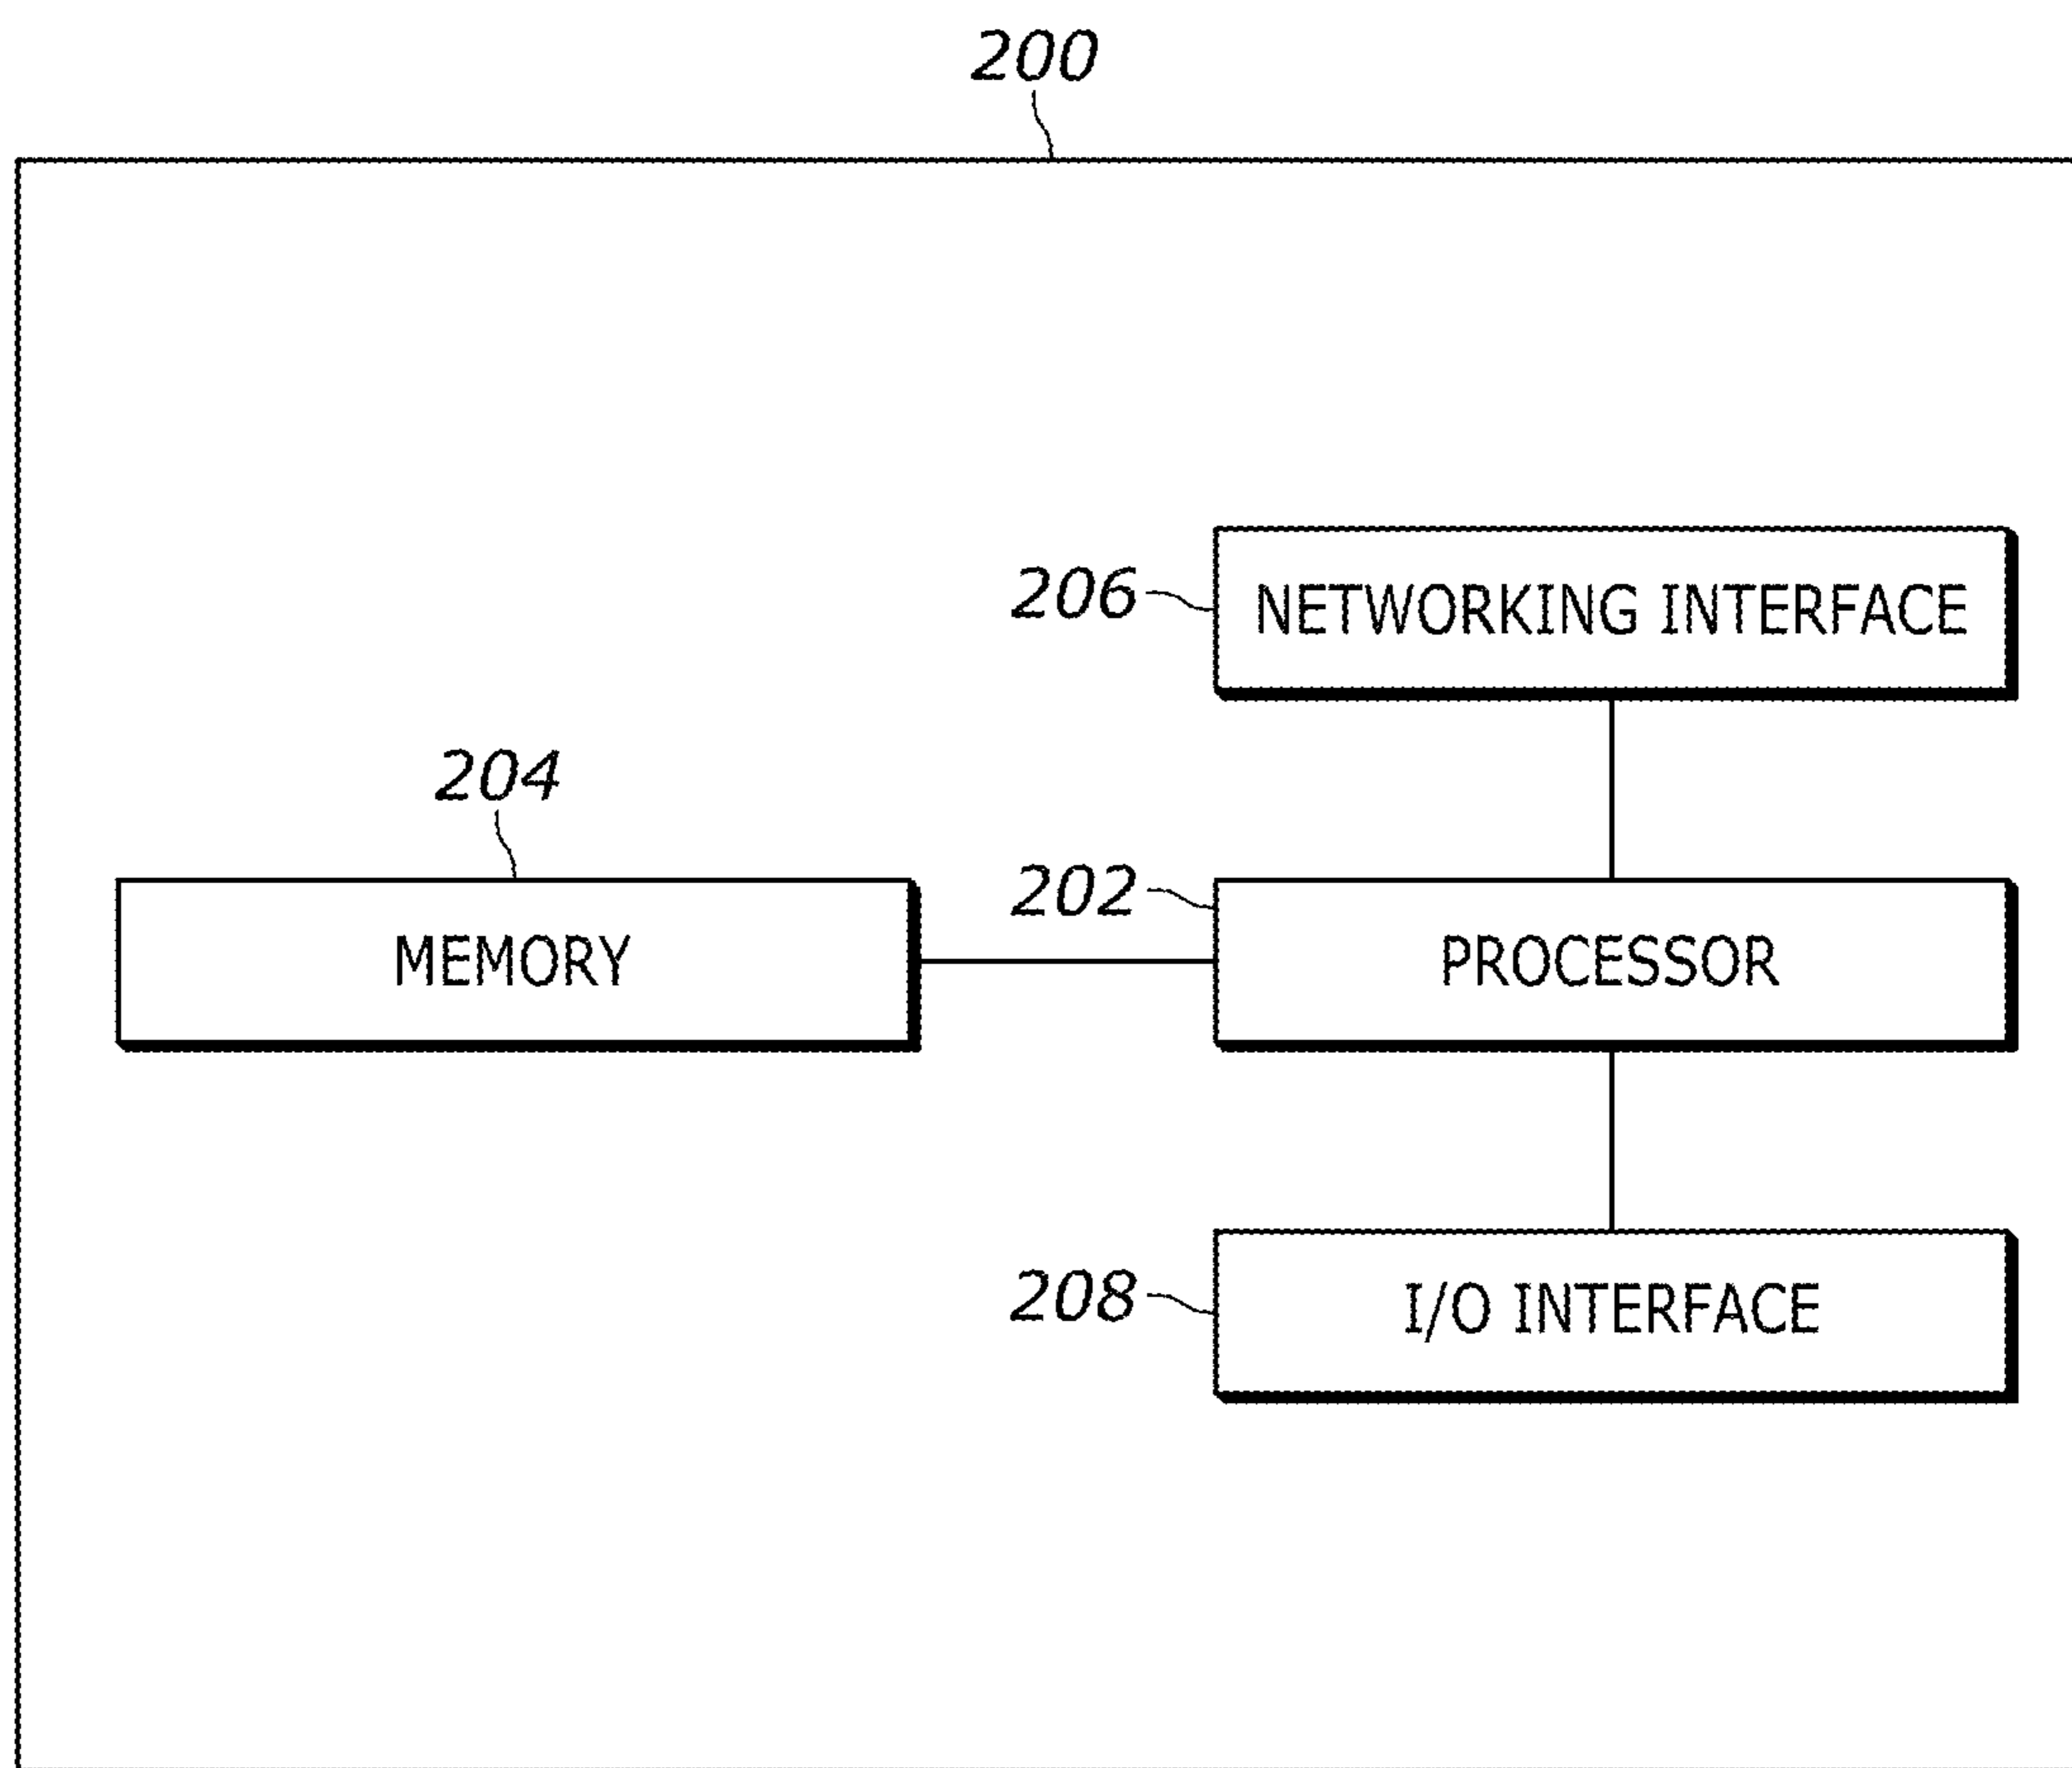 200
206
NETWORKING INTERFACE
204
202
MEMORY
PROCESSOR
208
I/O INTERFACE